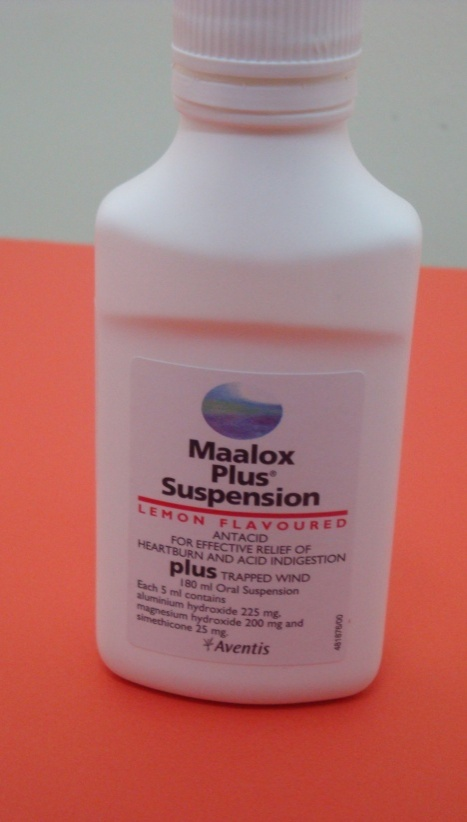 Maalox
Plus®
Suspension
LEMON FLAVOURED
ANTACID
FOR EFFECTIVE RELIEF OF
HEARTBURN AND ACID INDIGESTION
plus TRAPPED WIND
180 ml Oral Suspension
Each 5 ml contains
aluminium hydroxide 225 mg,
magnesium hydroxide 200 mg and
simethicone 25 mg.
Aventis